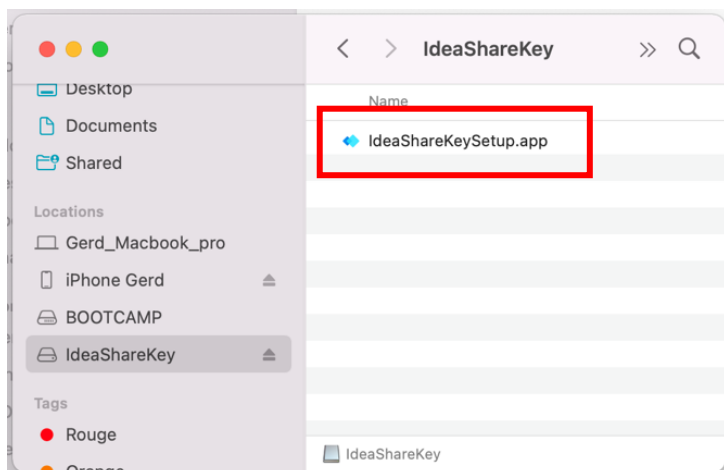 IdeaShareKey
Desktop
Documents
Shared
Locations
Gerd_Macbook_pro
iPhone Gerd
BOOTCAMP
IdeaShareKey
Tags
Rouge
Orange
Name
IdeaShareKeySetup.app
IdeaShareKey